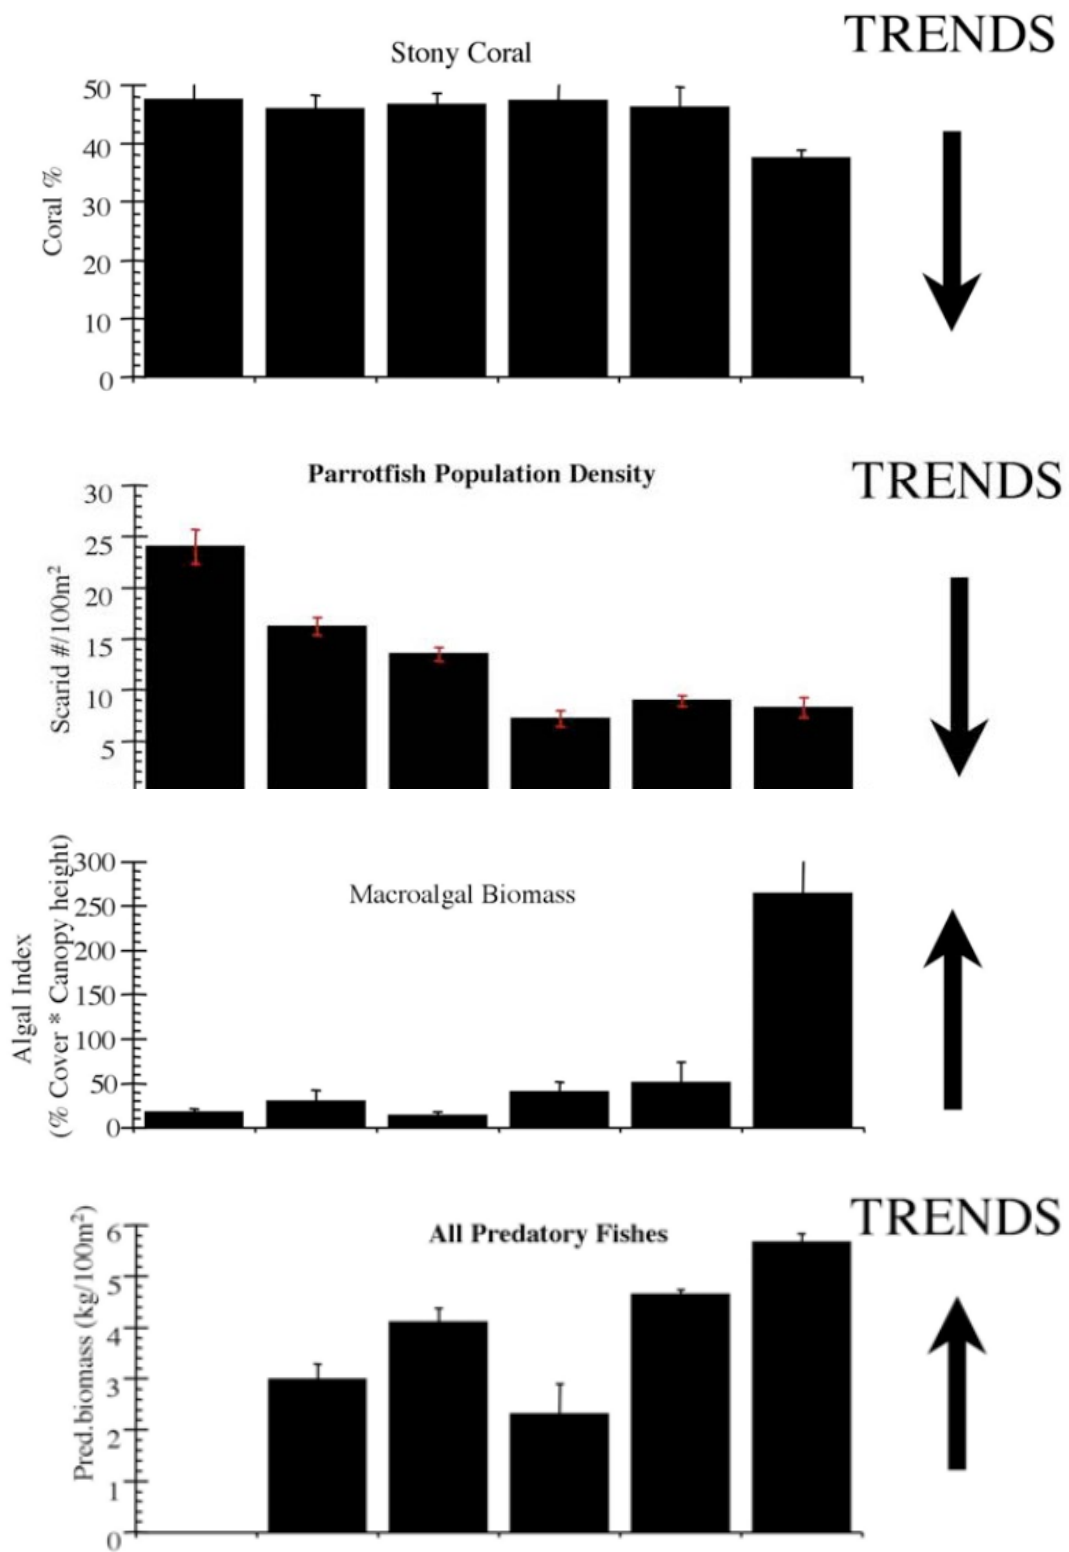 TRENDS
Stony Coral
Coral %
50
40
30
20
10
0
Parrotfish Population Density
TRENDS
Scarid #/100m²
30
25
20
15
10
5
Macroalgal Biomass
Algal Index
(% Cover * Canopy height)
300
250
200
150
100
50
0
All Predatory Fishes
TRENDS
Pred.biomass (kg/100m²)
6
5
4
3
2
1
0